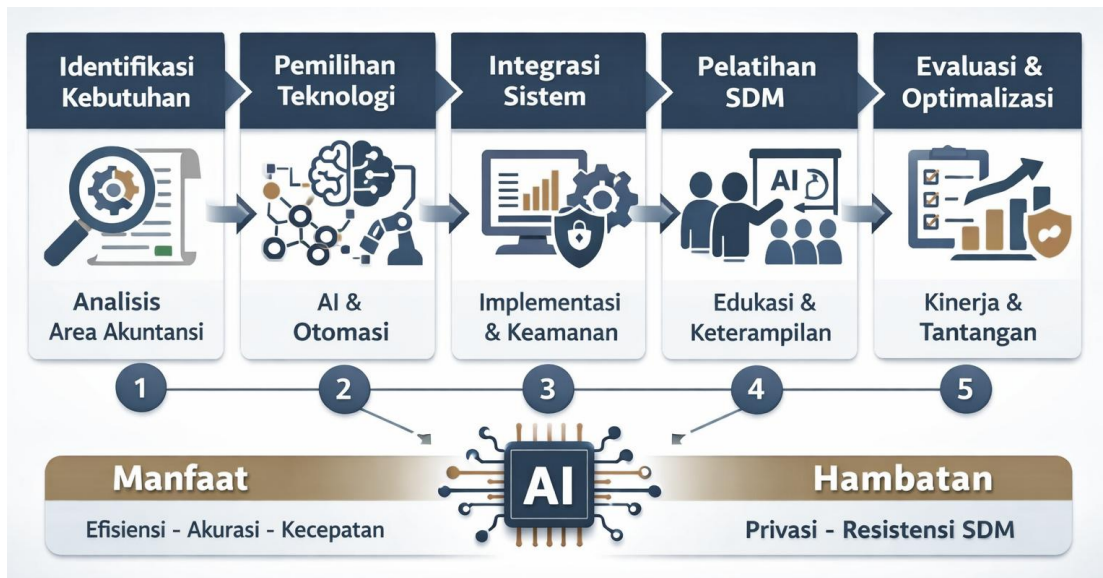 Identifikasi
Kebutuhan
Pemilihan
Teknologi
Integrasi
Sistem
Pelatihan
SDM
Evaluasi &
Optimalizasi
AI
Analisis
Area Akuntansi
AI &
Otomasi
Implementasi
& Keamanan
Edukasi &
Keterampilan
Kinerja &
Tantangan
1
2
3
4
5
Manfaat
AI
Hambatan
Efisiensi - Akurasi - Kecepatan
Privasi - Resistensi SDM